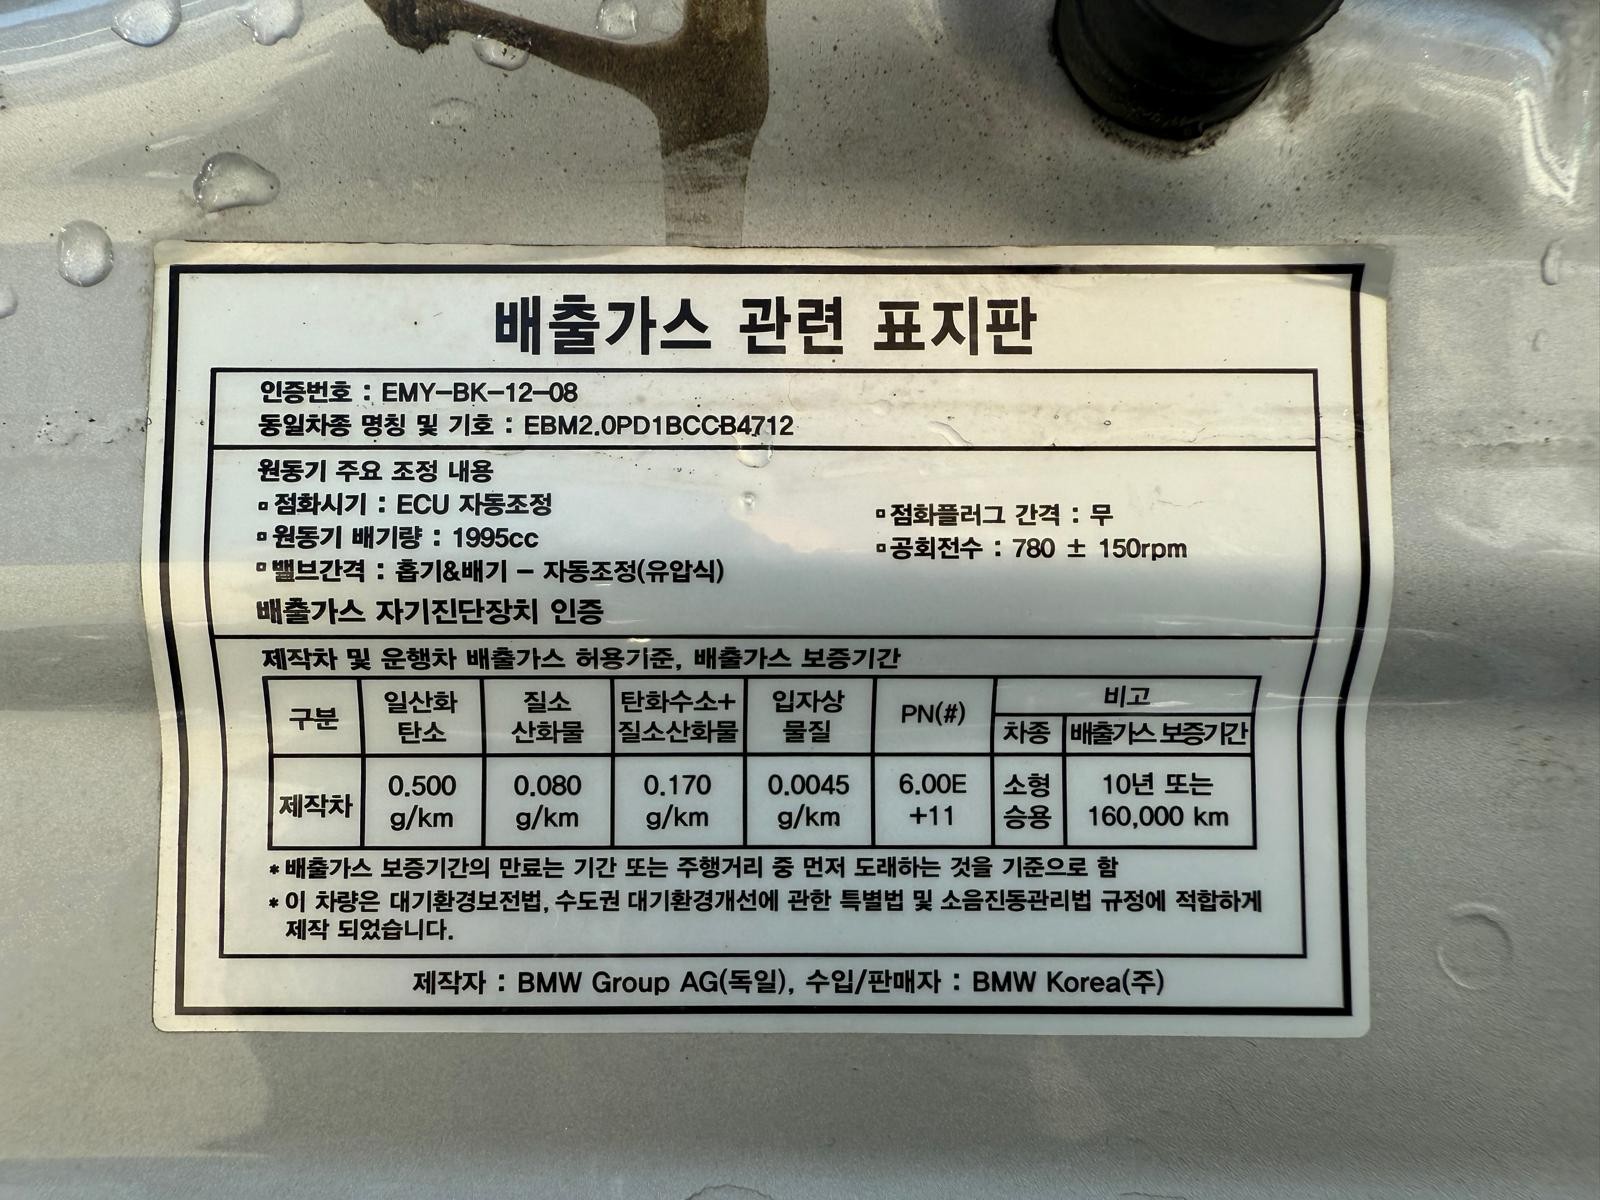 배출가스 관련 표지판
인증번호 : EMY-BK-12-08
동일차종 명칭 및 기호 : EBM2.0PD1BCCB4712
원동기 주요 조정 내용
▫점화시기 : ECU 자동조정
▫점화플러그 간격 : 무
▫원동기 배기량 : 1995cc
▫공회전수 : 780 ± 150rpm
▫밸브간격 : 흡기&배기 - 자동조정(유압식)
배출가스 자기진단장치 인증
제작차 및 운행차 배출가스 허용기준, 배출가스 보증기간
구분 일산화 탄소 질소 산화물 탄화수소+ 질소산화물 입자상 물질 PN(#) 비고
차종 배출가스 보증기간
제작차 0.500 g/km 0.080 g/km 0.170 g/km 0.0045 g/km 6.00E +11 소형 승용 10년 또는 160,000 km
* 배출가스 보증기간의 만료는 기간 또는 주행거리 중 먼저 도래하는 것을 기준으로 함
* 이 차량은 대기환경보전법, 수도권 대기환경개선에 관한 특별법 및 소음진동관리법 규정에 적합하게
제작 되었습니다.
제작자 : BMW Group AG(독일), 수입/판매자 : BMW Korea(주)